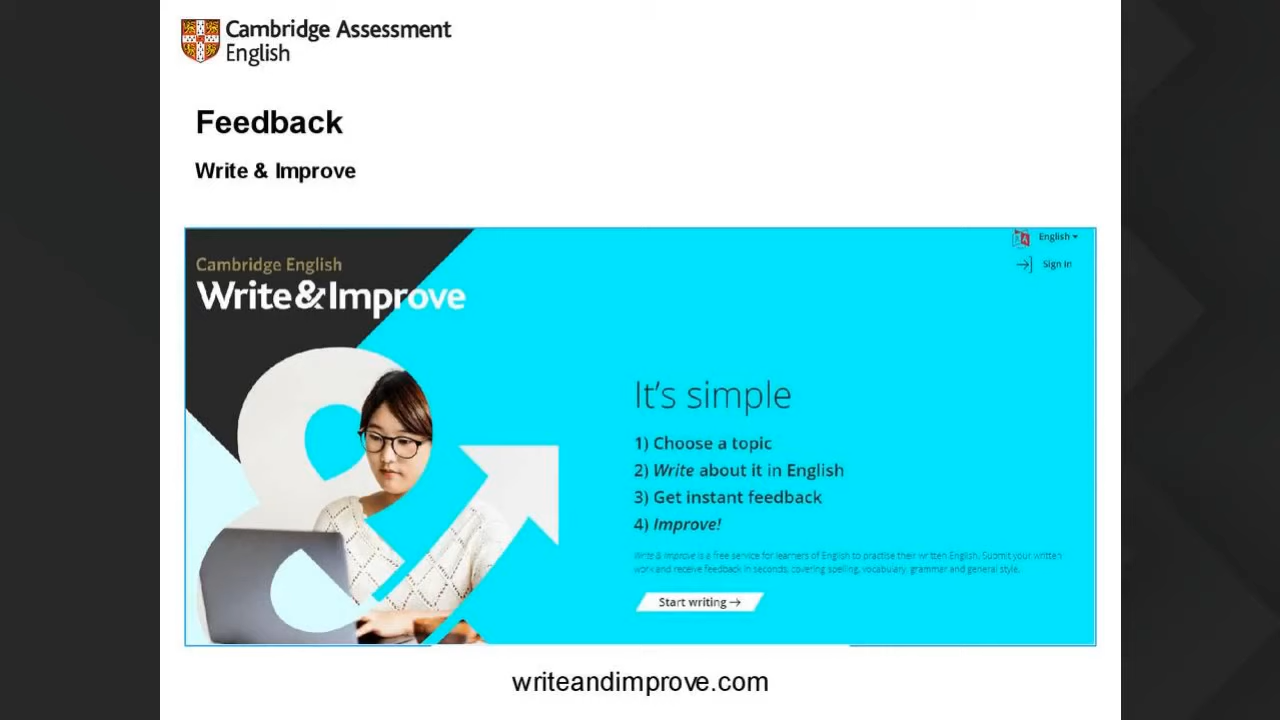 Cambridge Assessment
English
Feedback
Write & Improve
English
Sign in
Cambridge English
Write&Improve
It's simple
1) Choose a topic
2) Write about it in English
3) Get instant feedback
4) Improve!
Write & Improve is a free service for learners of English to practise their written English. Submit your written
work and receive feedback in seconds, covering spelling, vocabulary, grammar and general style.
Start writing →
writeandimprove.com